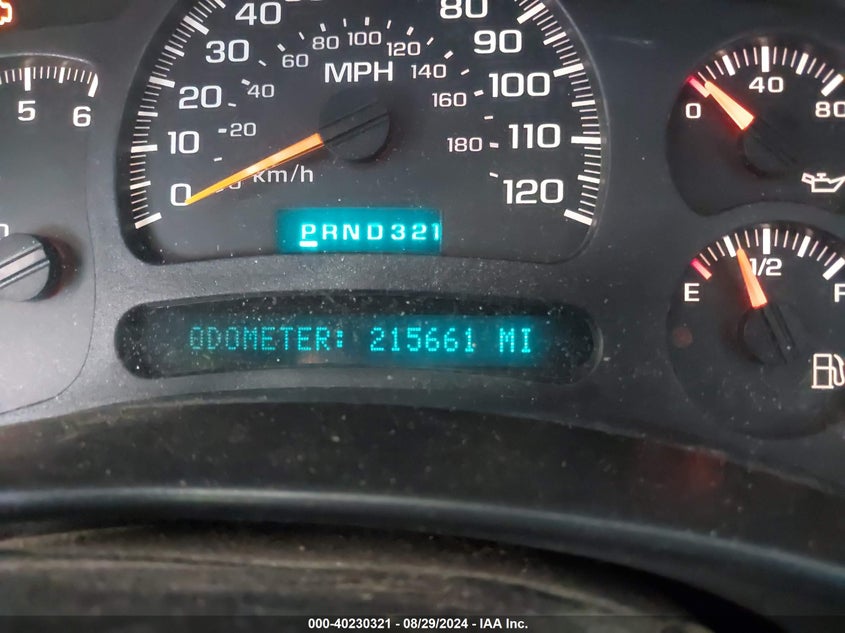 40 80
30 60 80 100 120 90
MPH
5 6
20 40 140 100
160
10 20 180 110
0 km/h 120
PRND321
ODOMETER: 215661 MI
0 40 80
E 1/2 F
000-40230321 - 08/29/2024 - IAA Inc.